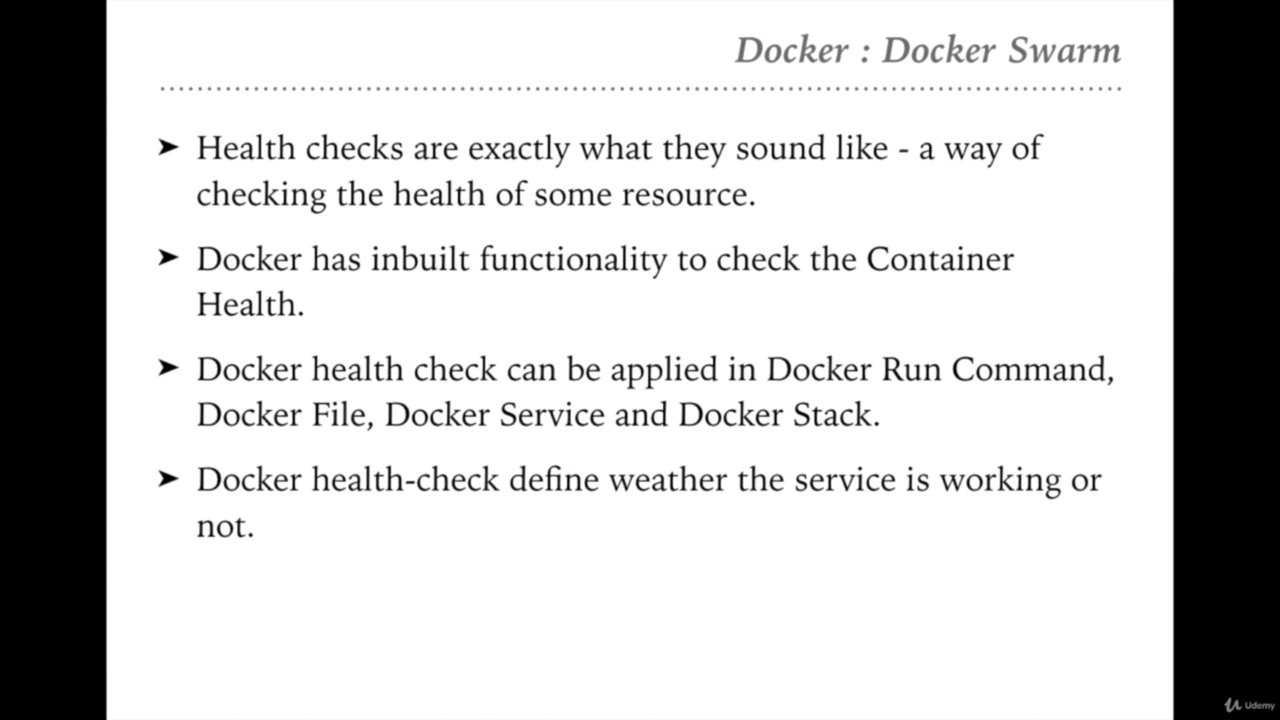 Docker : Docker Swarm
➤ Health checks are exactly what they sound like - a way of
checking the health of some resource.
➤ Docker has inbuilt functionality to check the Container
Health.
➤ Docker health check can be applied in Docker Run Command,
Docker File, Docker Service and Docker Stack.
➤ Docker health-check define weather the service is working or
not.
Udemy